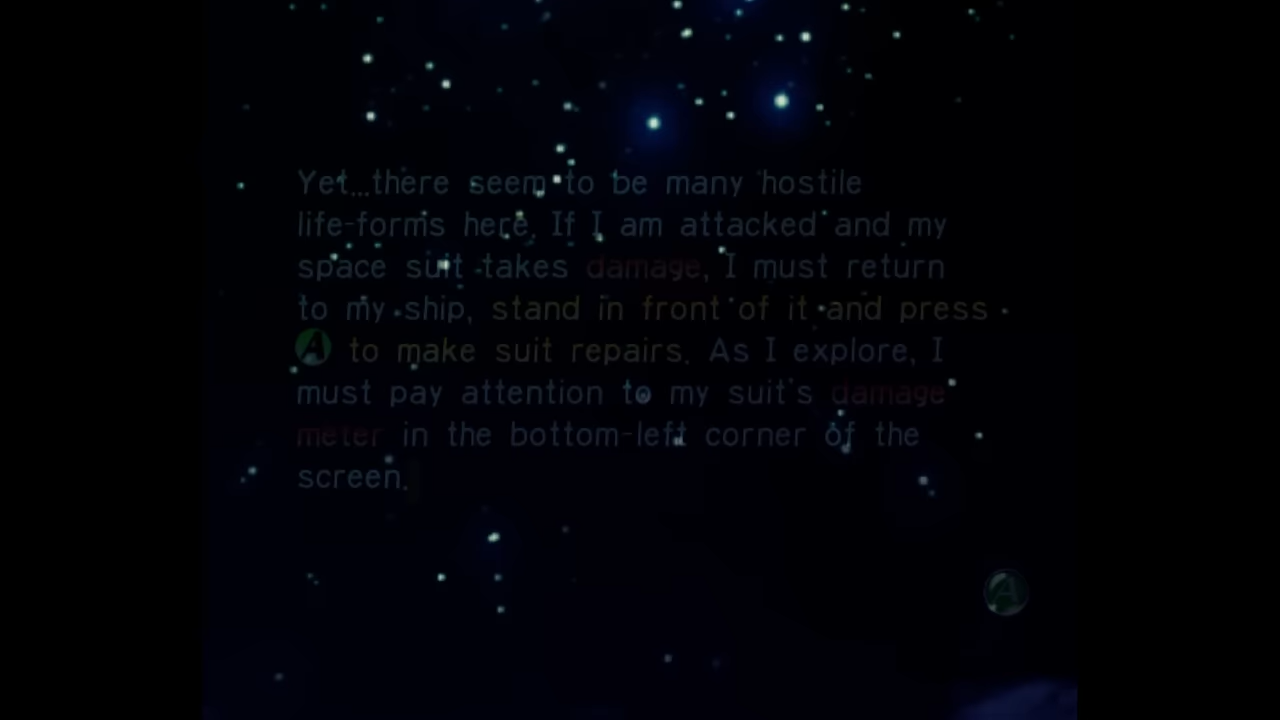 Yet...there seem to be many hostile
life-forms here. If I am attacked and my
space suit takes damage, I must return
to my ship, stand in front of it and press
A to make suit repairs. As I explore, I
must pay attention to my suit's damage
meter in the bottom-left corner of the
screen.
A